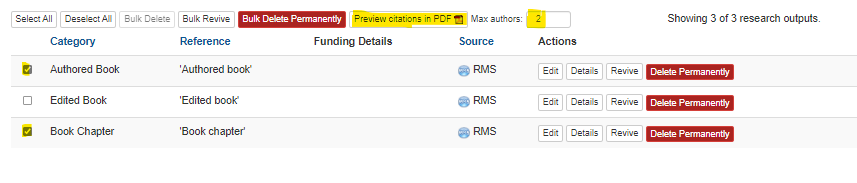 Select All Deselect All Bulk Delete Bulk Revive Bulk Delete Permanently Preview citations in PDF Max authors: 2 Showing 3 of 3 research outputs.
Category Reference Funding Details Source Actions
Authored Book 'Authored book' RMS Edit Details Revive Delete Permanently
Edited Book 'Edited book' RMS Edit Details Revive Delete Permanently
Book Chapter 'Book chapter' RMS Edit Details Revive Delete Permanently